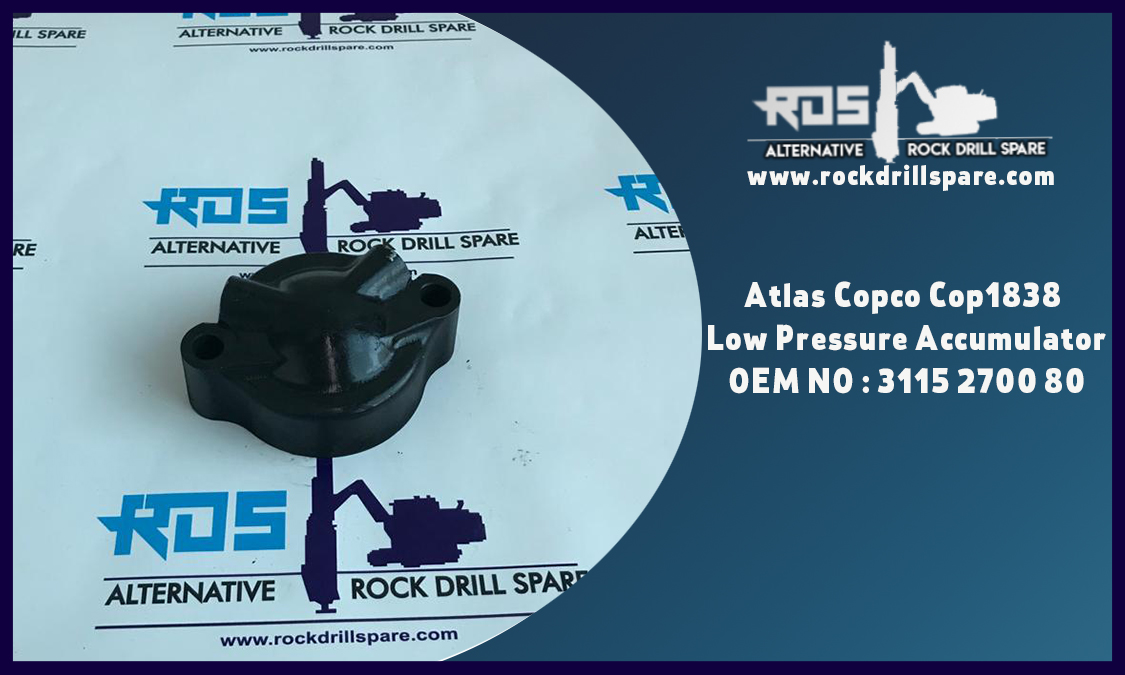 ILL SPARE
RDS
ALTERNATIVE ROCK DRILL SPARE
www.rockdrillspare.com
RDS
ALTERNATIVE ROCK DRILL SPARE
RE
RDS
ALTERNATIVE ROCK DRILL SPARE
www.rockdrillspare.com
RDS
ALTERNATIVE ROCK DRILL SPARE
www.rockdrillspare.com
Atlas Copco Cop1838
Low Pressure Accumulator
OEM NO : 3115 2700 80